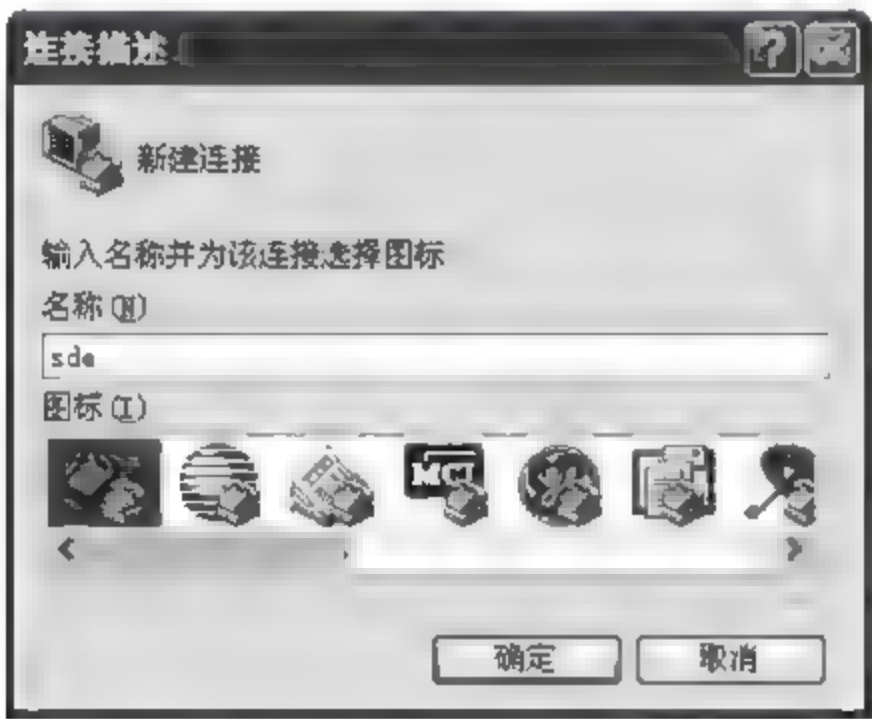 连接描述
新建连接
输入名称并为该连接选择图标
名称(N)
sde
图标(I)
MCI
确定
取消